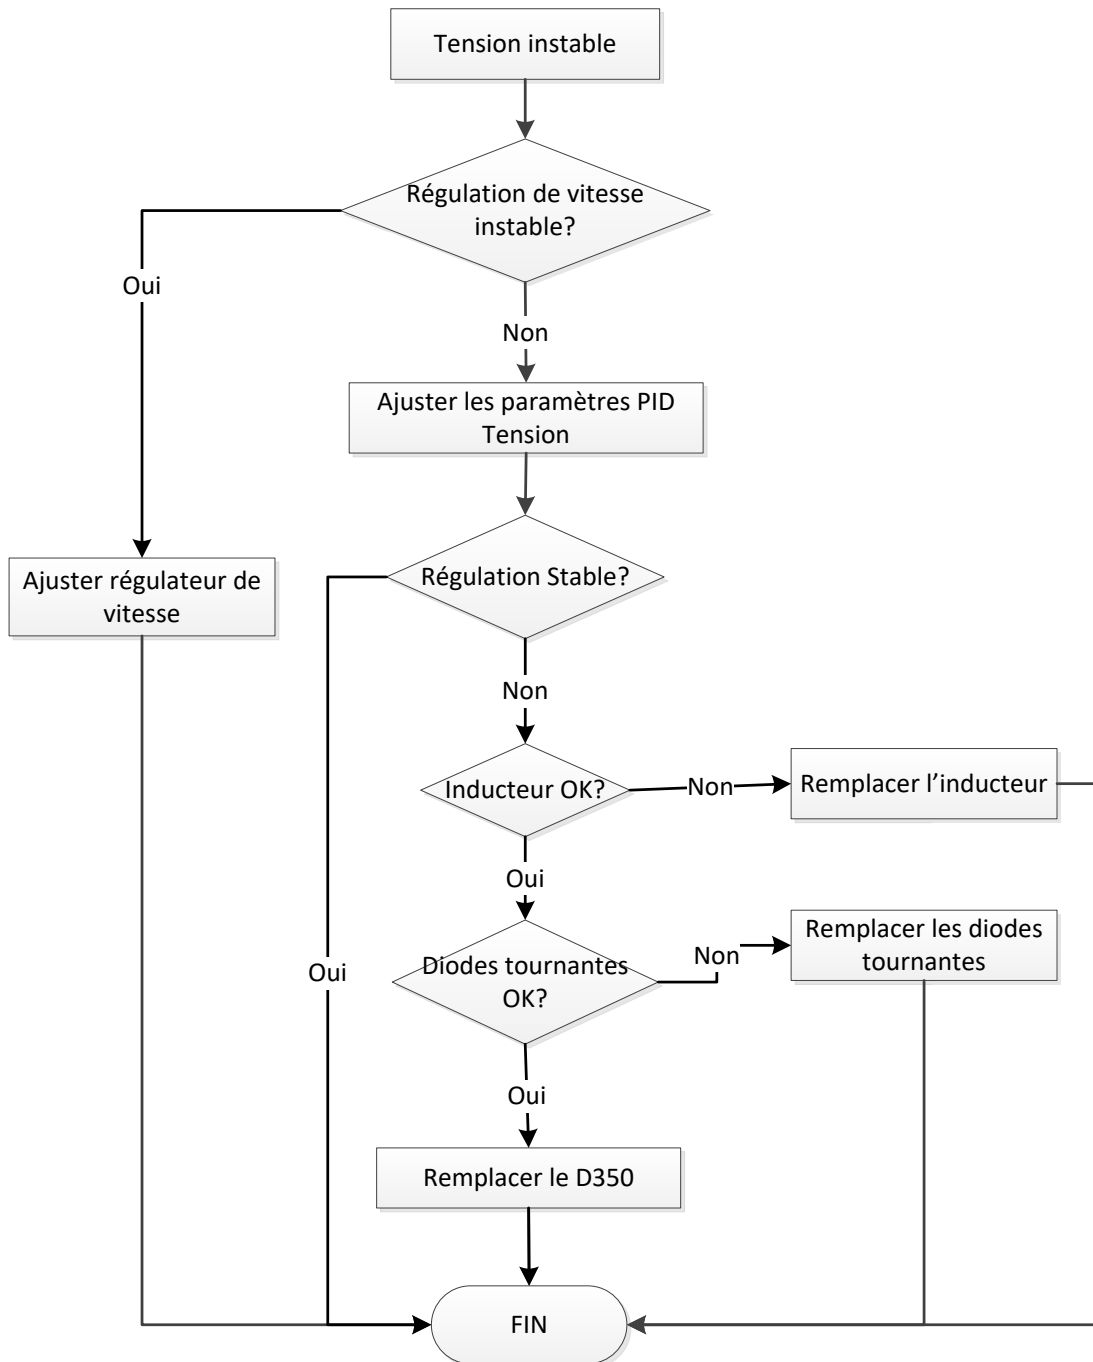 Tension instable
Régulation de vitesse
instable?
Oui
Non
Ajuster les paramètres PID
Tension
Ajuster régulateur de
vitesse
Régulation Stable?
Non
Inducteur OK?
Non
Remplacer l’inducteur
Oui
Oui
Diodes tournantes
OK?
Non
Remplacer les diodes
tournantes
Oui
Remplacer le D350
FIN